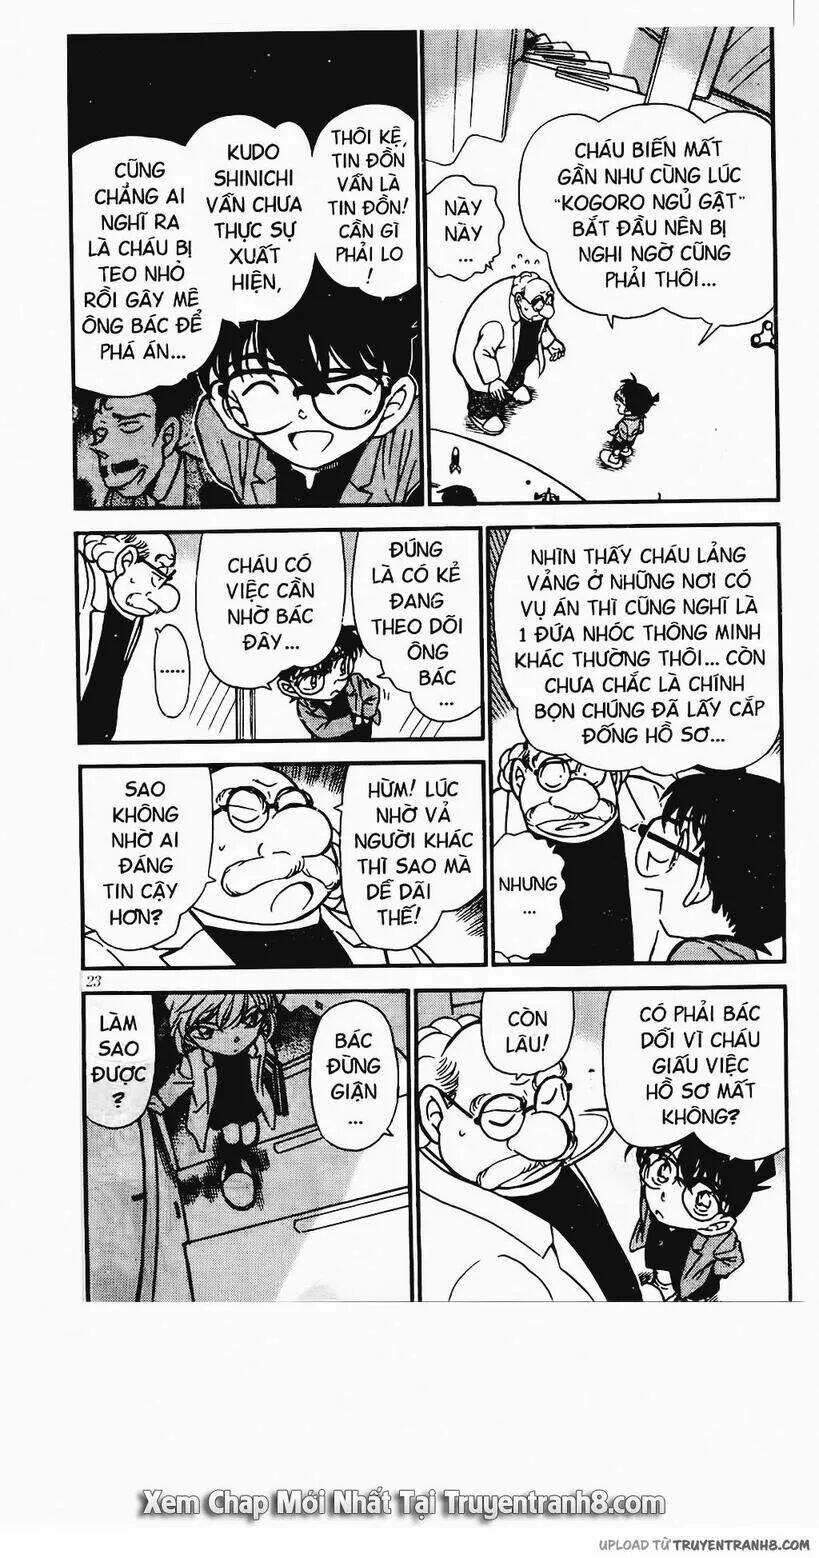 CHÁU BIẾN MẤT
GẦN NHƯ CÙNG LÚC
"KOGORO NGỦ GẬT"
BẮT ĐẦU NÊN BỊ
NGHI NGỜ CŨNG
PHẢI THÔI...
NÀY
NÀY
...
THÔI KỆ,
TIN ĐỒN
VẪN LÀ
TIN ĐỒN!
CẦN GÌ
PHẢI LO
!
KUDO
SHINICHI
VẪN CHƯA
THỰC SỰ
XUẤT
HIỆN,
CŨNG
CHẲNG AI
NGHĨ RA
LÀ CHÁU BỊ
TEO NHỎ
RỒI GÂY MÊ
ÔNG BÁC ĐỂ
PHÁ ÁN...
NHÌN THẤY CHÁU LẢNG
VẢNG Ở NHỮNG NƠI CÓ
VỤ ÁN THÌ CŨNG NGHĨ LÀ
1 ĐỨA NHÓC THÔNG MINH
KHÁC THƯỜNG THÔI... CÒN
CHƯA CHẮC LÀ CHÍNH
BỌN CHÚNG ĐÃ LẤY CẮP
ĐỐNG HỒ SƠ...
NHƯNG
...
ĐÚNG
LÀ CÓ KẺ
ĐANG
THEO DÕI
ÔNG
BÁC
...
CHÁU CÓ
VIỆC CẦN
NHỜ BÁC
ĐÂY...
......
HỪM! LÚC
NHỜ VẢ
NGƯỜI KHÁC
THÌ SAO MÀ
DỄ DÃI
THẾ!
SAO
KHÔNG
NHỜ AI
ĐÁNG
TIN CẬY
HƠN?
23
CÓ PHẢI BÁC
DỖI VÌ CHÁU
GIẤU VIỆC
HỒ SƠ MẤT
KHÔNG?
CÒN
LÂU!
BÁC
ĐỪNG
GIẬN
...
LÀM
SAO
ĐƯỢC
?
Xem Chap Mới Nhất Tại Truyentranh8.com
UPLOAD TỪ TRUYENTRANH8.COM